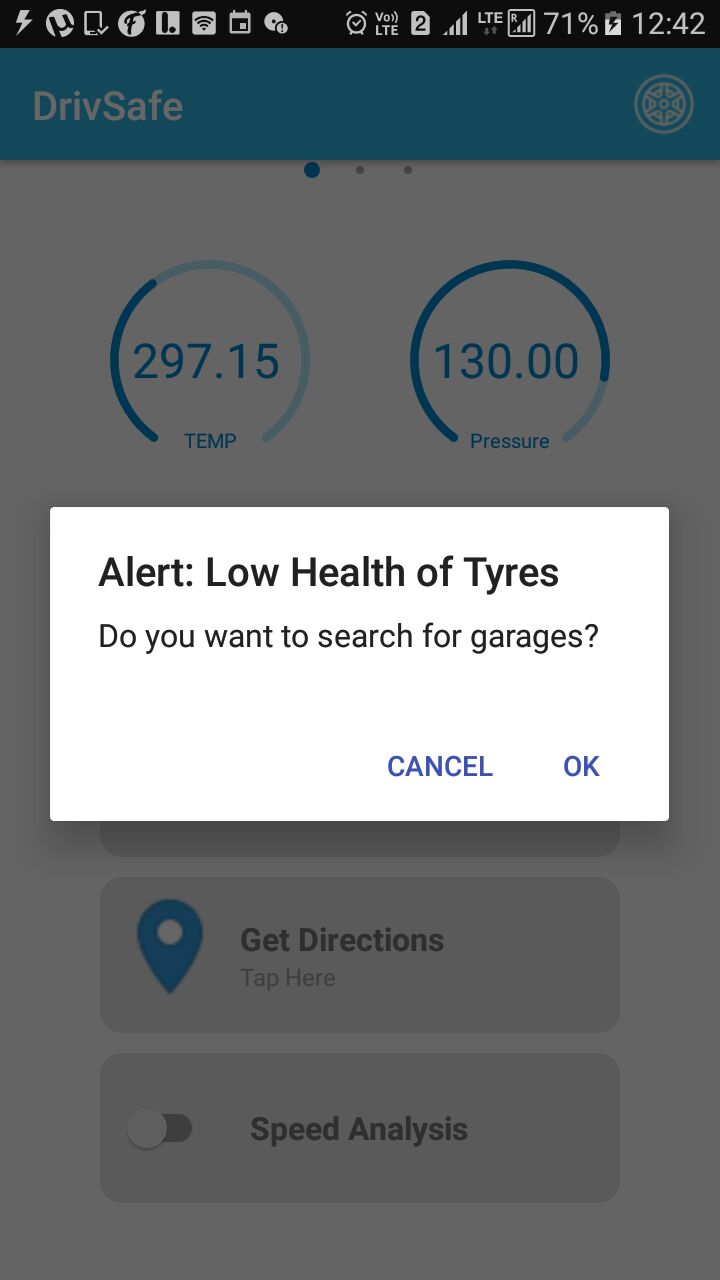 Vo)) LTE 2 LTE R 71% 12:42
DrivSafe
297.15 130.00
TEMP Pressure
Alert: Low Health of Tyres
Do you want to search for garages?
CANCEL OK
Get Directions
Tap Here
Speed Analysis